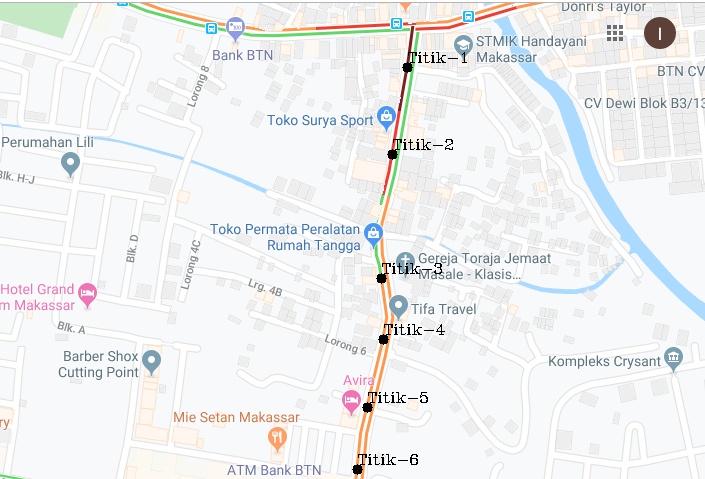 Donn's Taylor
I
Bank BTN
Titik-1
STMIK Handayani
Makassar
BTN CV
Lorong 8
CV Dewi Blok B3/13
Toko Surya Sport
Perumahan Lili
Titik-2
Blk. H-J
Toko Permata Peralatan
Rumah Tangga
Blk. D
Lorong 4C
Gereja Toraja Jemaat
Masale - Klasis...
Titik-3
Hotel Grand
m Makassar
Lrg. 4B
Tifa Travel
Blk. A
Titik-4
Lorong 6
Barber Shox
Cutting Point
Kompleks Crysant
Avira
Titik-5
Mie Setan Makassar
ry
Titik-6
ATM Bank BTN